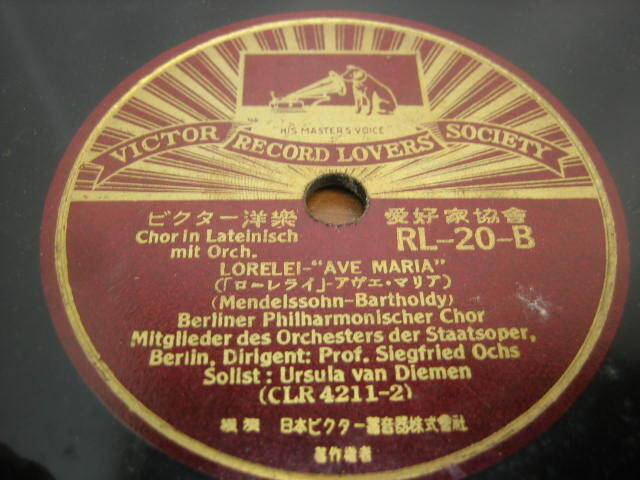 HIS MASTER'S VOICE
VICTOR RECORD LOVERS SOCIETY
ビクター洋樂 愛好家協會
Chor in Lateinisch RL-20-B
mit Orch.
LORELEI-"AVE MARIA"
(「ローレライ」-アヴェ・マリア)
(Mendelssohn-Bartholdy)
Berliner Philharmonischer Chor
Mitglieder des Orchesters der Staatsoper,
Berlin, Dirigent: Prof. Siegfried Ochs
Solist: Ursula van Diemen
(CLR 4211-2)
日本ビクター蓄音器株式會社